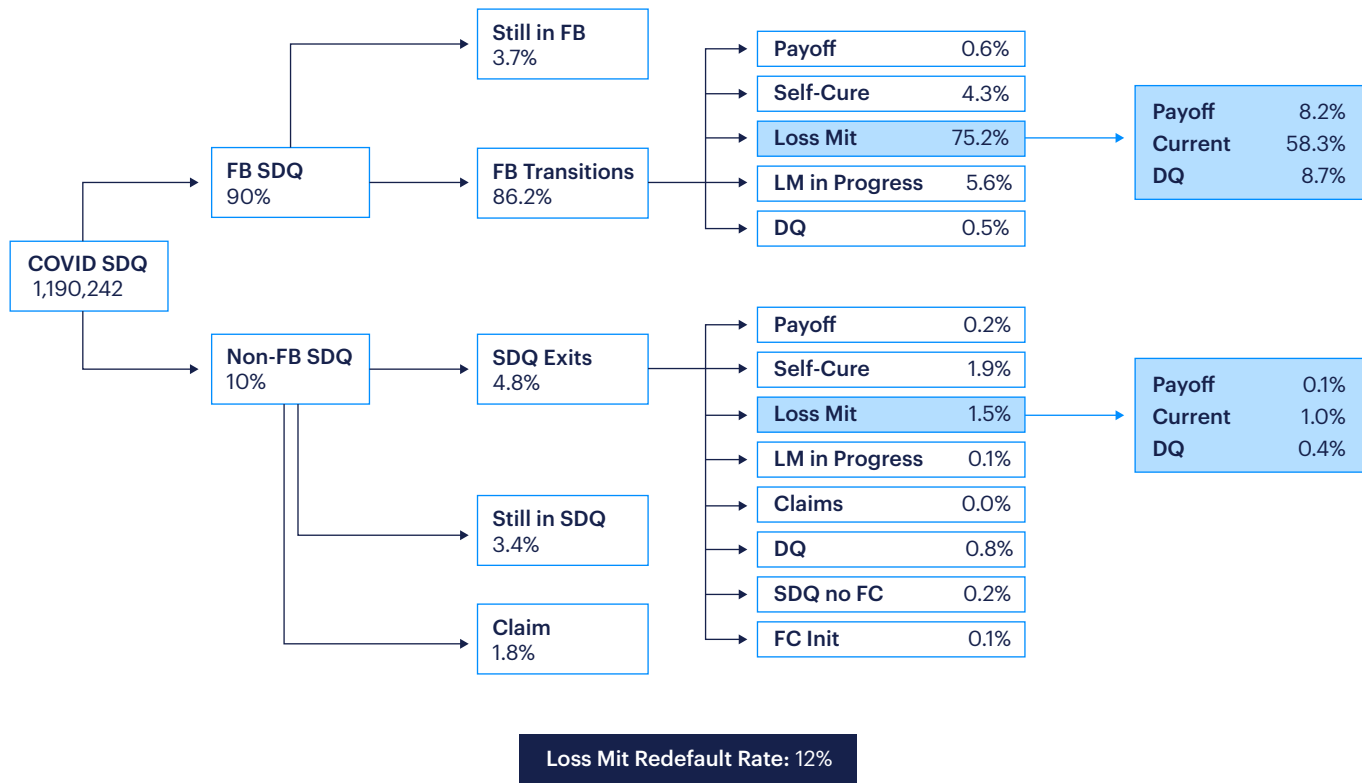 COVID SDQ
1,190,242
FB SDQ
90%
Non-FB SDQ
10%
Still in FB
3.7%
FB Transitions
86.2%
SDQ Exits
4.8%
Still in SDQ
3.4%
Claim
1.8%
Payoff 0.6%
Self-Cure 4.3%
Loss Mit 75.2%
LM in Progress 5.6%
DQ 0.5%
Payoff 8.2%
Current 58.3%
DQ 8.7%
Payoff 0.2%
Self-Cure 1.9%
Loss Mit 1.5%
LM in Progress 0.1%
Claims 0.0%
DQ 0.8%
SDQ no FC 0.2%
FC Init 0.1%
Payoff 0.1%
Current 1.0%
DQ 0.4%
Loss Mit Redefault Rate: 12%